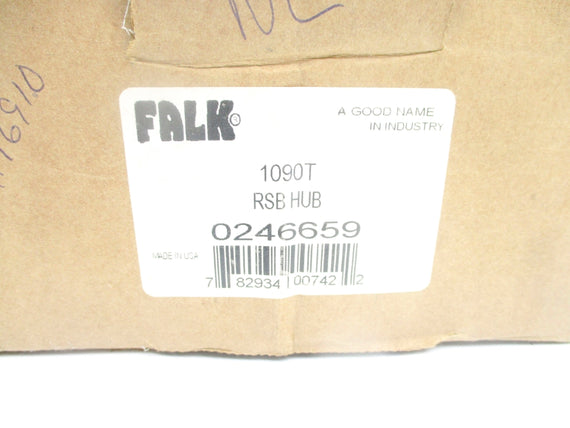 FALK®
A GOOD NAME
IN INDUSTRY
1090T
RSB HUB
0246659
MADE IN USA
7 82934 00742 2